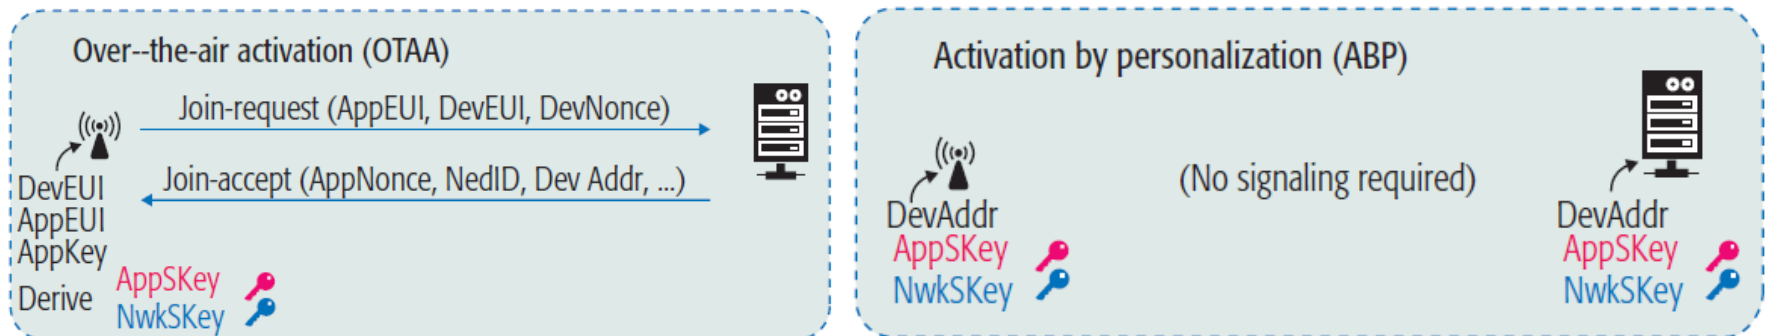 Over--the-air activation (OTAA)
Join-request (AppEUI, DevEUI, DevNonce)
Join-accept (AppNonce, NedID, Dev Addr, ...)
DevEUI
AppEUI
AppKey
Derive
AppSKey
NwkSKey
Activation by personalization (ABP)
(No signaling required)
DevAddr
AppSKey
NwkSKey
DevAddr
AppSKey
NwkSKey